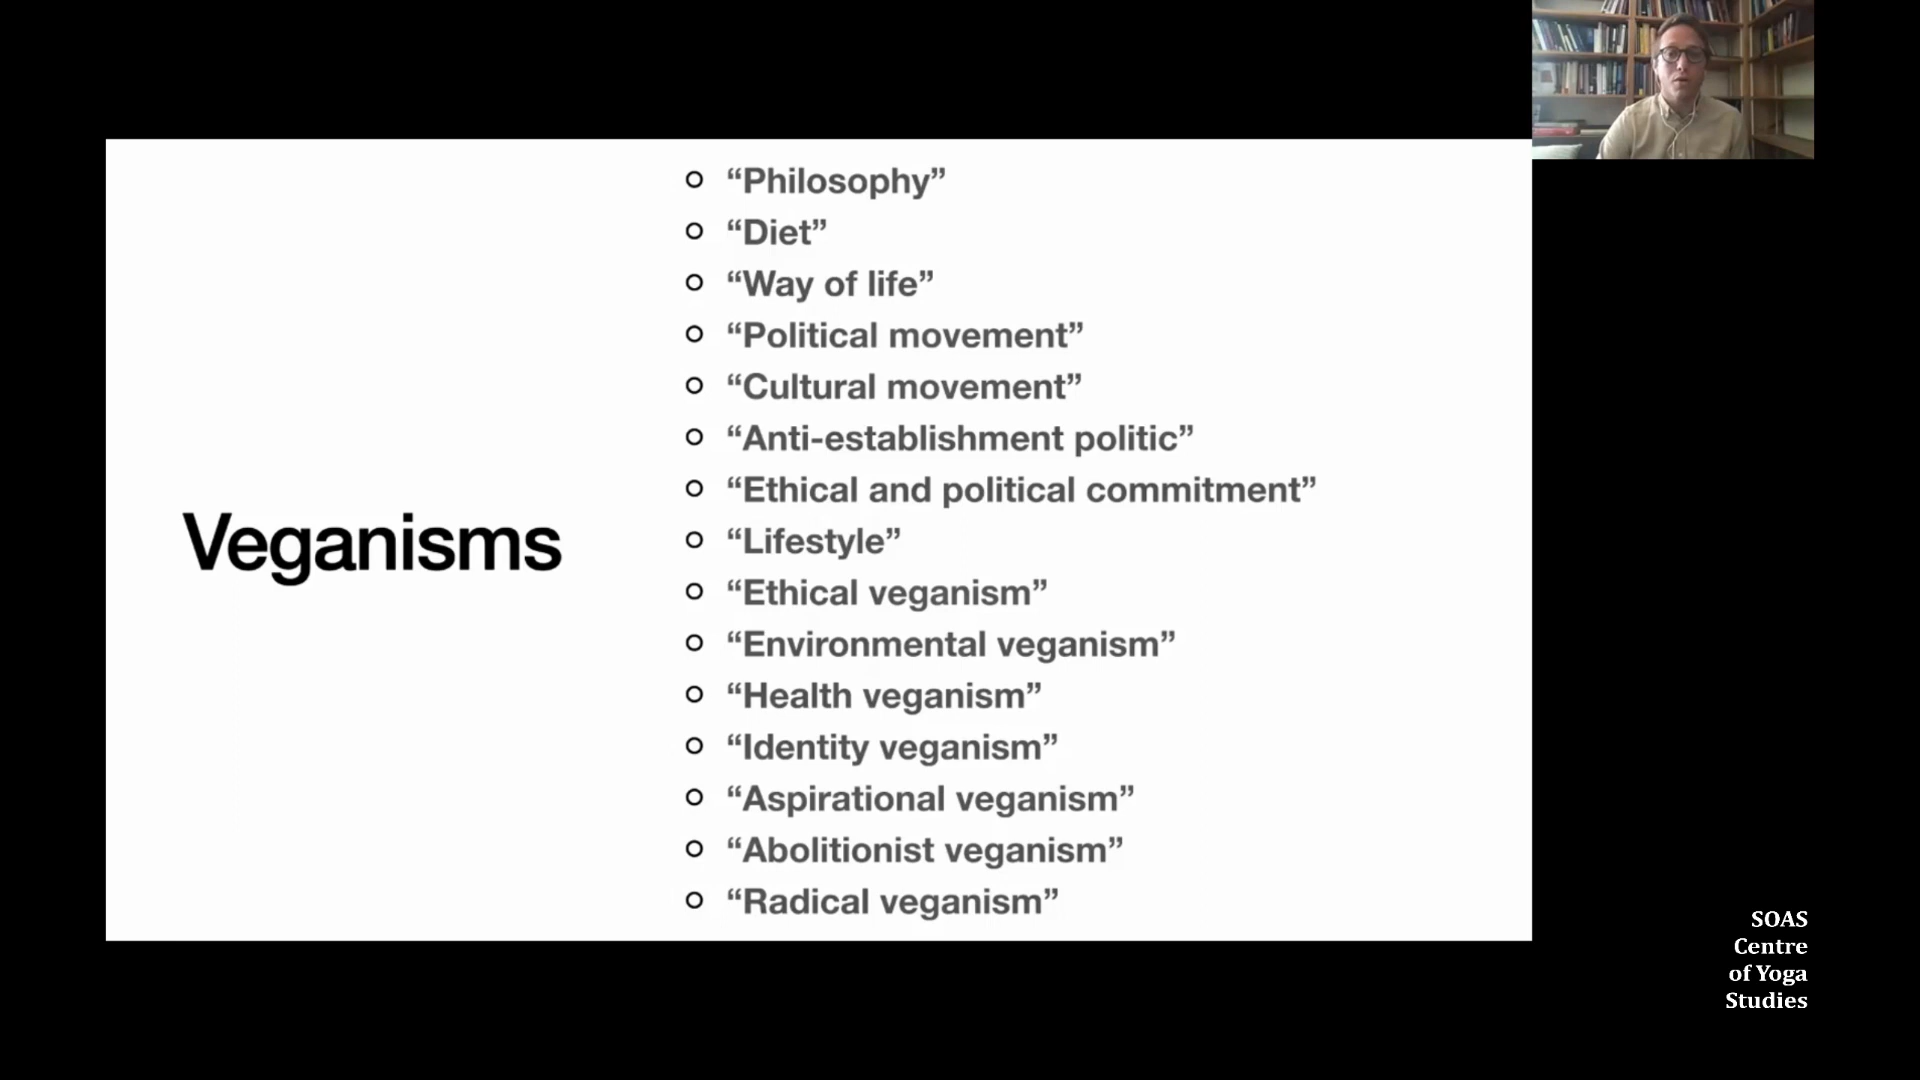 Veganisms
“Philosophy”
“Diet”
“Way of life”
“Political movement”
“Cultural movement”
“Anti-establishment politic”
“Ethical and political commitment”
“Lifestyle”
“Ethical veganism”
“Environmental veganism”
“Health veganism”
“Identity veganism”
“Aspirational veganism”
“Abolitionist veganism”
“Radical veganism”
SOAS
Centre
of Yoga
Studies